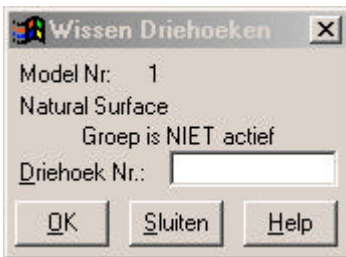 Wissen Driehoeken
Model Nr: 1
Natural Surface
Groep is NIET actief
Driehoek Nr.:
OK Sluiten Help